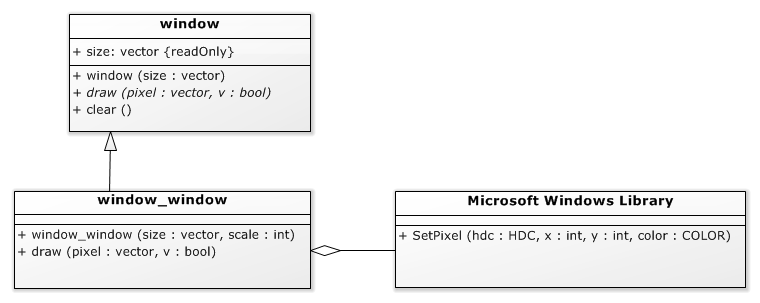 window
+ size: vector {readOnly}
+ window (size : vector)
+ draw (pixel : vector, v : bool)
+ clear ()
window_window
+ window_window (size : vector, scale : int)
+ draw (pixel : vector, v : bool)
Microsoft Windows Library
+ SetPixel (hdc : HDC, x : int, y : int, color : COLOR)